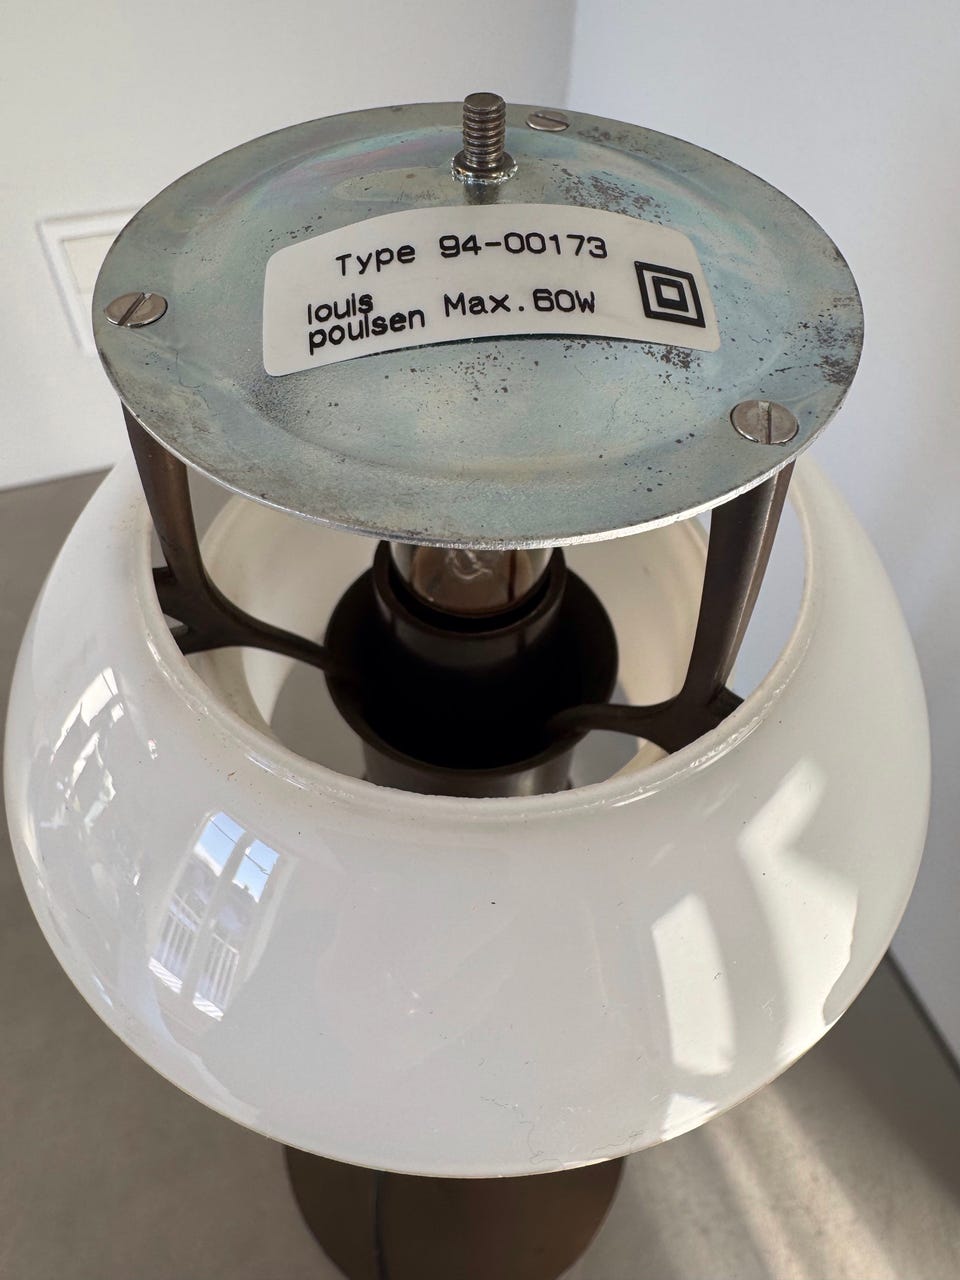 Type 94-00173
louis
poulsen Max.60W